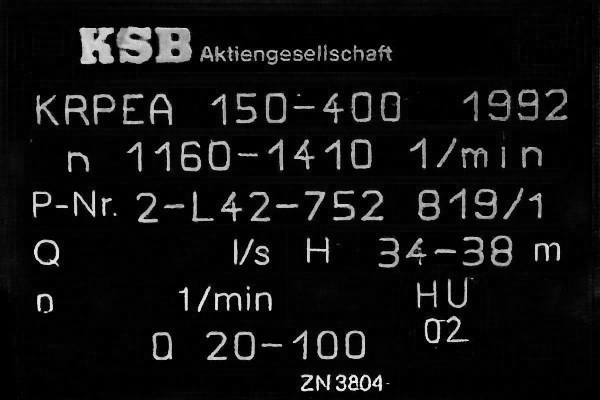 KSB Aktiengesellschaft
KRPEA 150-400 1992
n 1160-1410 1/min
P-Nr. 2-L42-752 819/1
Q l/s H 34-38 m
n 1/min HU
Q 20-100 02
ZN 3804